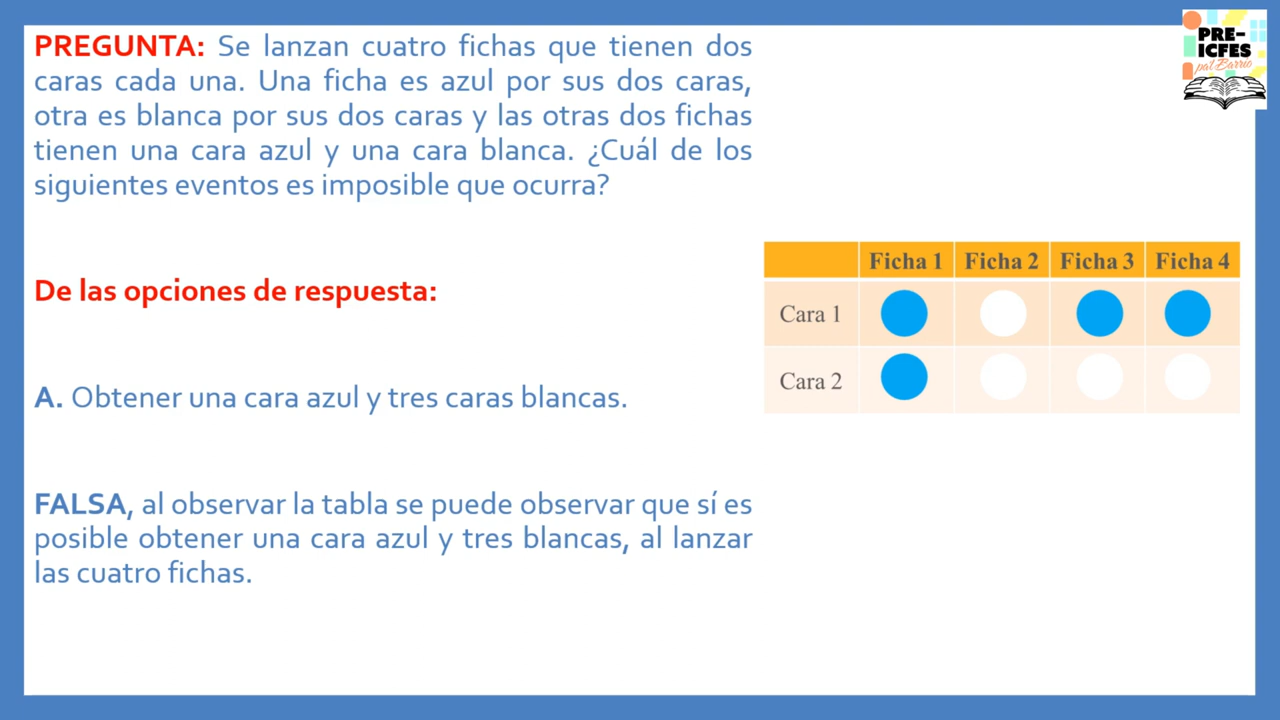 PREGUNTA: Se lanzan cuatro fichas que tienen dos
caras cada una. Una ficha es azul por sus dos caras,
otra es blanca por sus dos caras y las otras dos fichas
tienen una cara azul y una cara blanca. ¿Cuál de los
siguientes eventos es imposible que ocurra?
De las opciones de respuesta:
A. Obtener una cara azul y tres caras blancas.
FALSA, al observar la tabla se puede observar que sí es
posible obtener una cara azul y tres blancas, al lanzar
las cuatro fichas.
PRE-
ICFES
pa'l Barrio
Ficha 1 Ficha 2 Ficha 3 Ficha 4
Cara 1
Cara 2